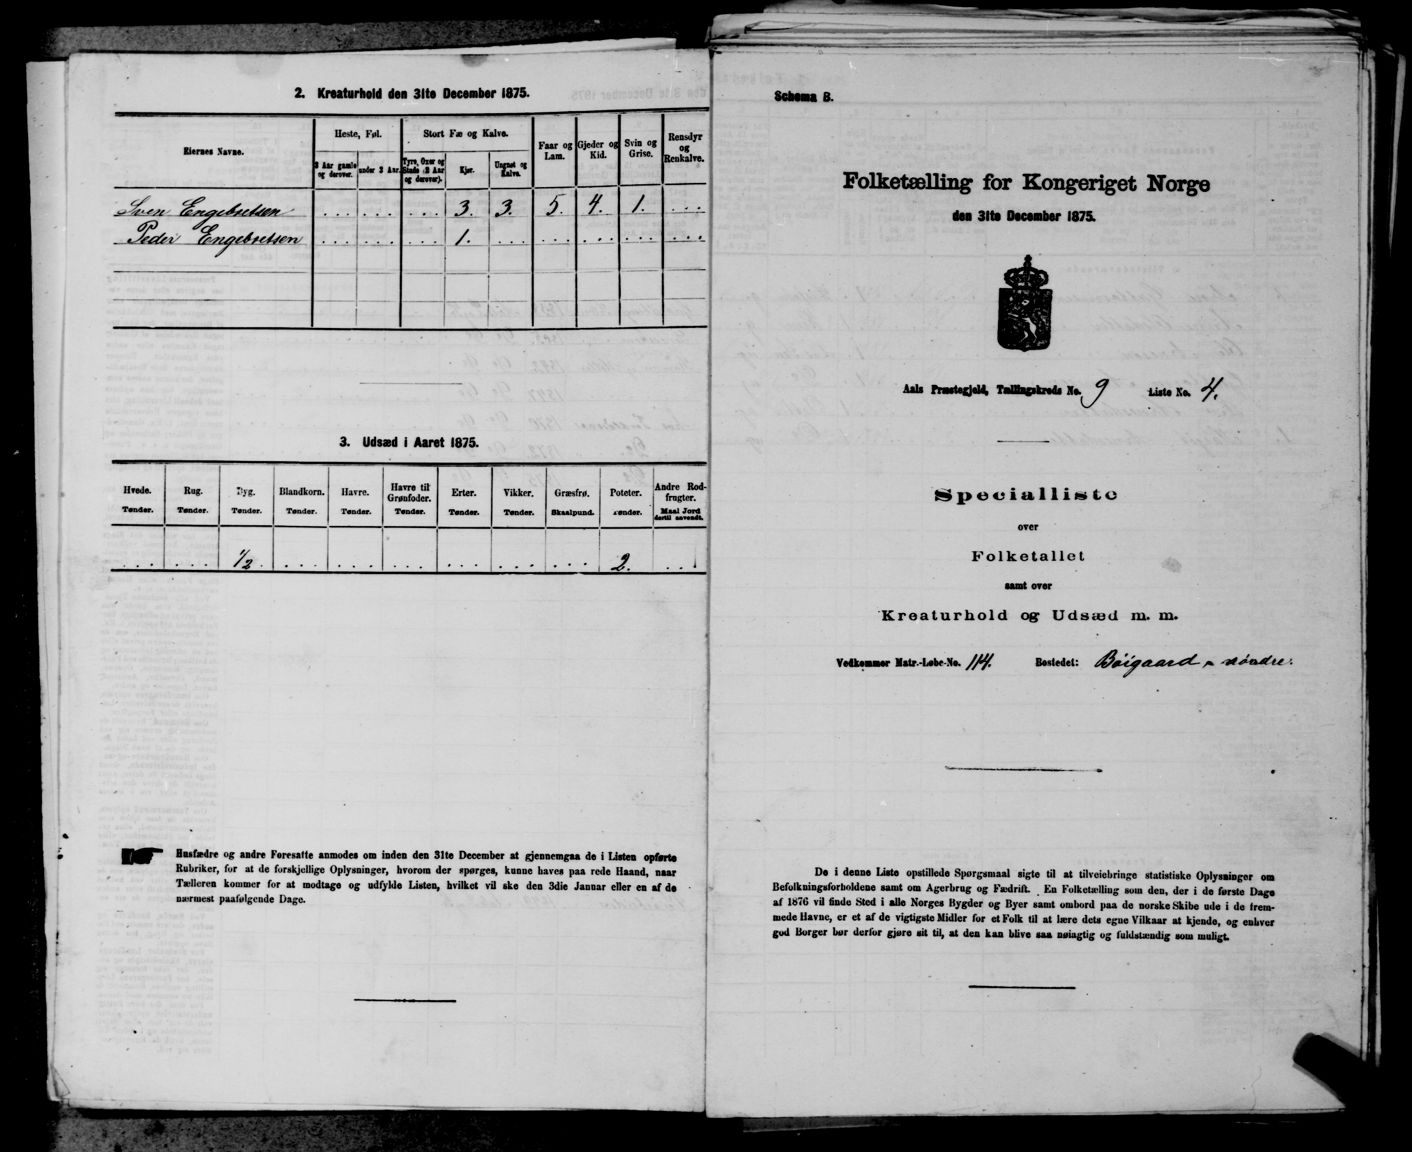 2. Kreaturhold den 31te December 1875.
Eiernes Navne.
Heste, Føl.
Stort Fæ og Kalve.
Faar og Lam.
Gjeder og Kid.
Svin og Grise.
Rensdyr og Renkalve.
3 Aar gamle og derover.
under 3 Aar.
Tyre, Oxer og Stude (2 Aar og derover).
Kjør.
Ungnøt og Kalve.
Sven Engebretsen . . . . . . . . . 3. 3. 5. 4. 1. . . .
Peder Engebretsen . . . . . . . . . 1. . . . . . . . . . . . . . . .
3. Udsæd i Aaret 1875.
Hvede. Rug. Byg. Blandkorn. Havre. Havre til Grønfoder. Erter. Vikker. Græsfrø. Poteter. Andre Rodfrugter.
Tønder. Tønder. Tønder. Tønder. Tønder. Tønder. Tønder. Tønder. Skaalpund. Tønder. Maal Jord dertil anvendt.
. . . . . . 1/2 . . . . . . . . . . . . . . . . . . . 2. . . .
Husfædre og andre Foresatte anmodes om inden den 31te December at gjennemgaa de i Listen opførte
Rubriker, for at de forskjellige Oplysninger, hvorom der spørges, kunne haves paa rede Haand, naar
Tælleren kommer for at modtage og udfylde Listen, hvilket vil ske den 3die Januar eller en af de
nærmest paafølgende Dage.
Schema B.
Folketælling for Kongeriget Norge
den 31te December 1875.
Aals Præstegjeld, Tællingskreds No. 9 Liste No. 4.
Specialliste
over
Folketallet
samt over
Kreaturhold og Udsæd m. m.
Vedkommer Matr.-Løbe-No. 114. Bostedet: Böigaard nöndre.
De i denne Liste opstillede Spørgsmaal sigte til at tilveiebringe statistiske Oplysninger om
Befolkningsforholdene samt om Agerbrug og Fædrift. En Folketælling som den, der i de første Dage
af 1876 vil finde Sted i alle Norges Bygder og Byer samt ombord paa de norske Skibe ude i de frem-
mede Havne, er et af de vigtigste Midler for et Folk til at lære dets egne Vilkaar at kjende, og enhver
god Borger bør derfor gjøre sit til, at den kan blive saa nøiagtig og fuldstændig som muligt.